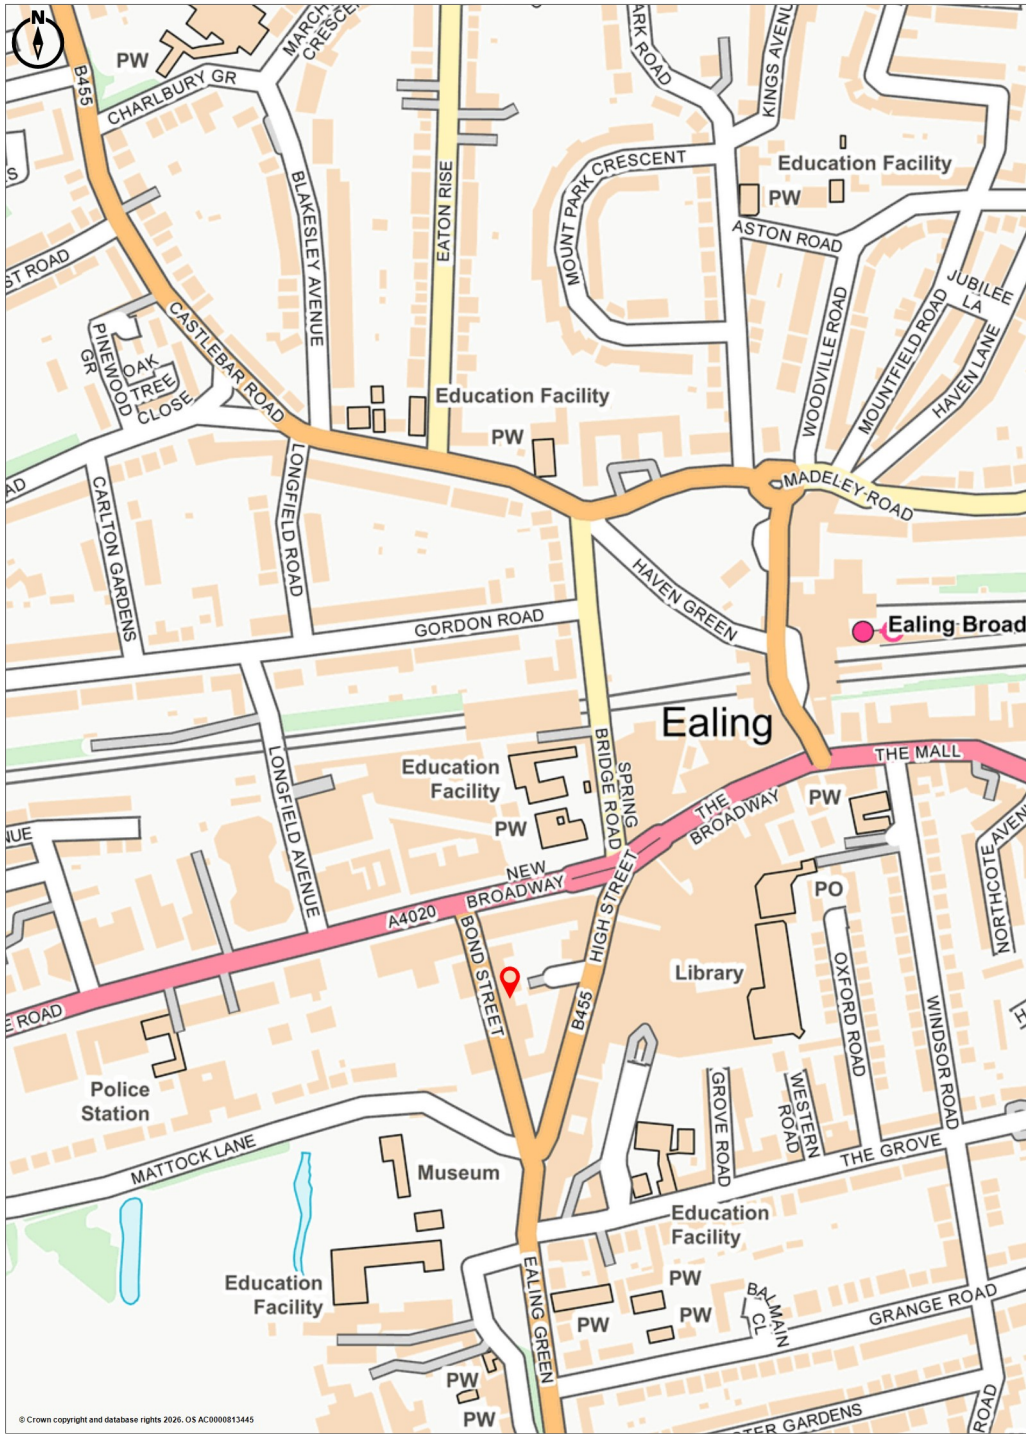 N
MARCH
CRESCENT
PW
B455
CHARLBURY GR
ARK ROAD
KINGS AVENU
EATON RISE
MOUNT PARK CRESCENT
Education Facility
PW
BLAKESLEY AVENUE
ASTON ROAD
ST ROAD
JUBILEE
LA
CASTLEBAR ROAD
PINEWOOD
GR
OAK
TREE
CLOSE
WOODVILLE ROAD
MOUNTFIELD ROAD
HAVEN LANE
Education Facility
PW
AD
CARLTON GARDENS
LONGFIELD ROAD
MADELEY ROAD
HAVEN GREEN
GORDON ROAD
Ealing Broad
Ealing
LONGFIELD AVENUE
Education
Facility
SPRING
BRIDGE ROAD
THE MALL
THE
BROADWAY
PW
PW
NUE
NEW
BROADWAY
A4020
HIGH STREET
PO
NORTHCOTE AVENU
BOND STREET
Library
OXFORD ROAD
WINDSOR ROAD
B455
E ROAD
H
Police
Station
GROVE ROAD
WESTERN
ROAD
MATTOCK LANE
THE GROVE
Museum
Education
Facility
Education
Facility
EALING GREEN
PW
PW
PW
BALMAIN
CL
GRANGE ROAD
PW
PW
STER GARDENS
ROAD
© Crown copyright and database rights 2026. OS AC0000813445